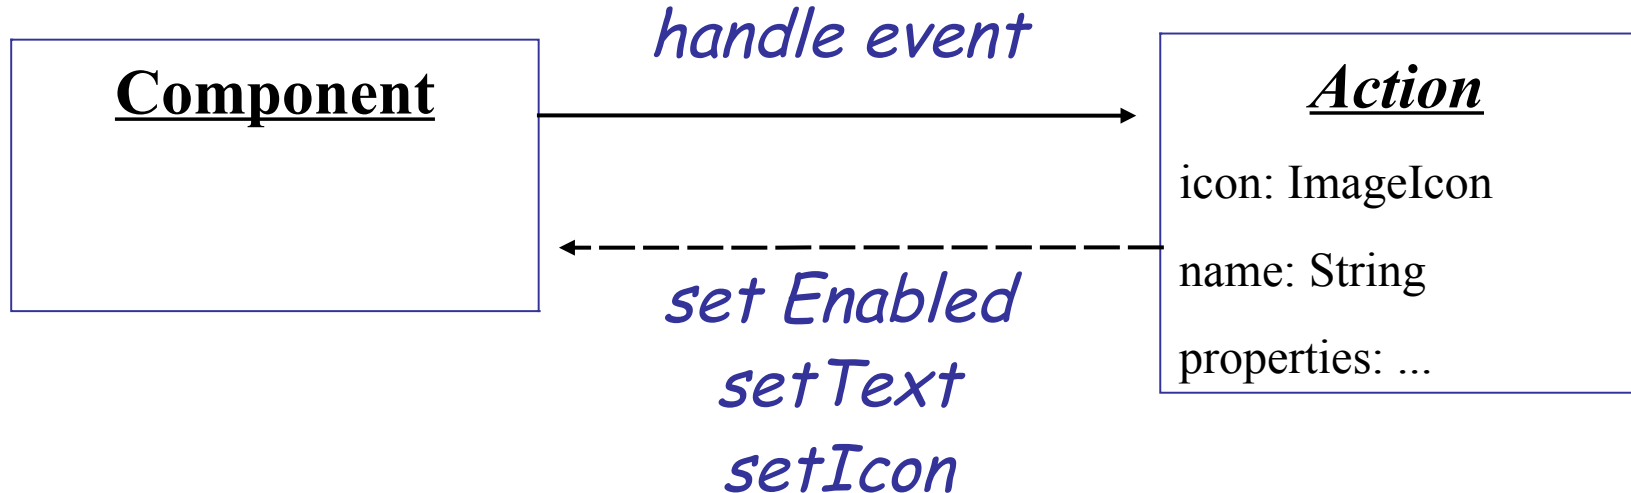 handle event
Component
Action
icon: ImageIcon
name: String
properties: ...
set Enabled
setText
setIcon